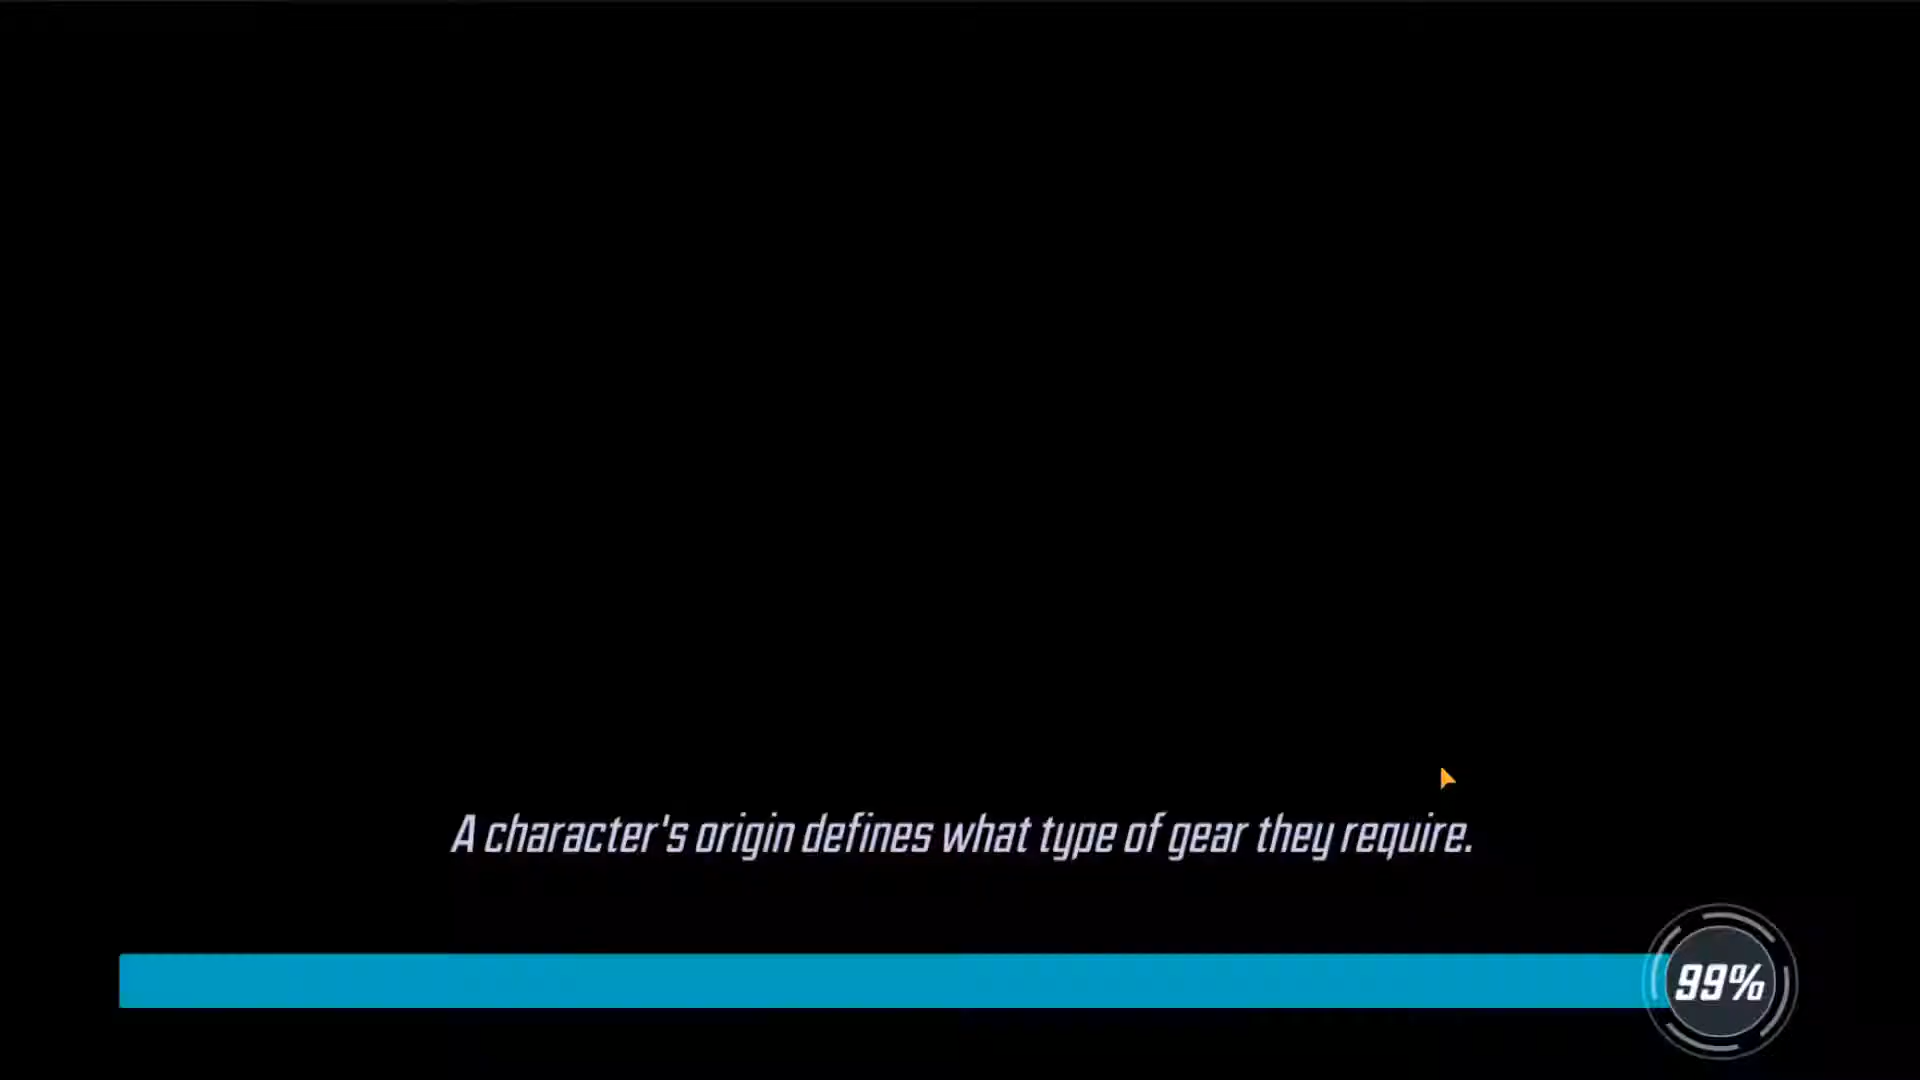 A character's origin defines what type of gear they require.
99%